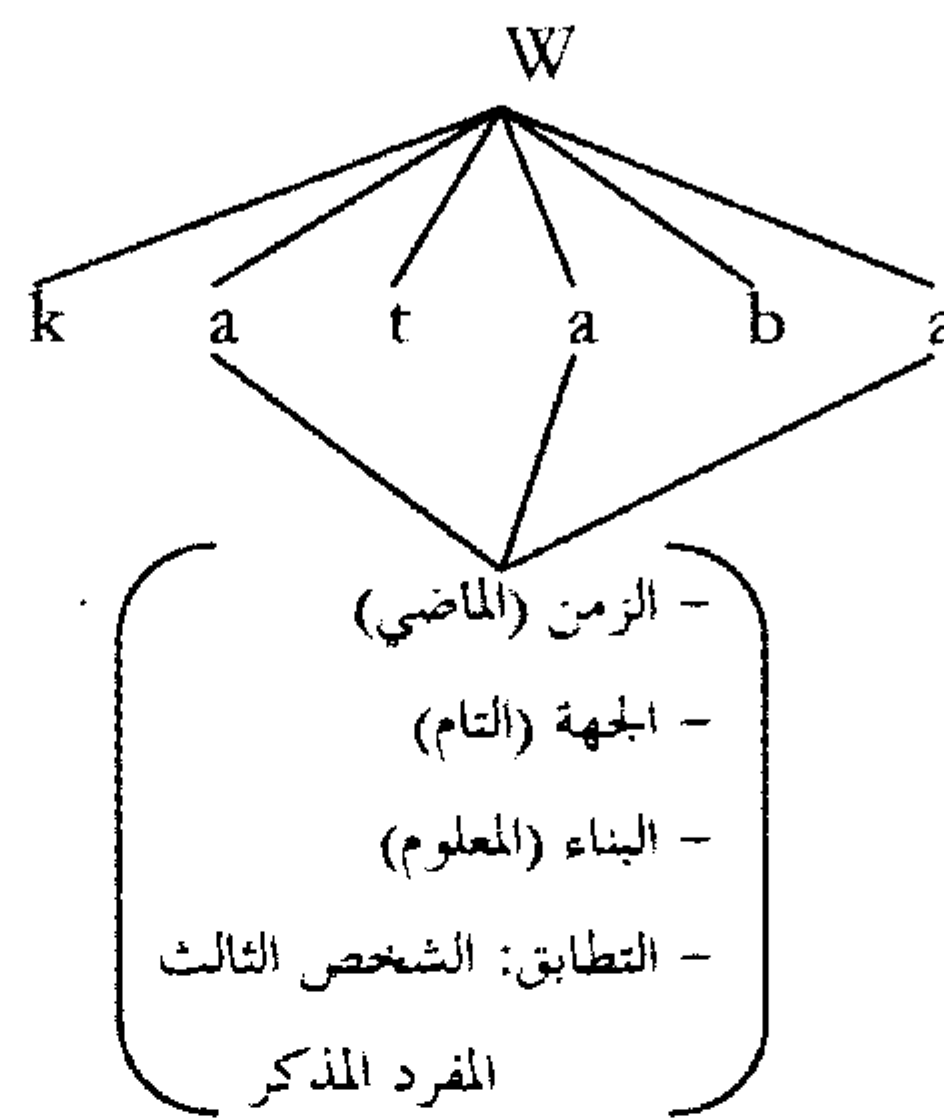 W
k a t a b a
- الزمن (الماضي)
- الجهة (التام)
- البناء (المعلوم)
- التطابق: الشخص الثالث
المفرد المذكر